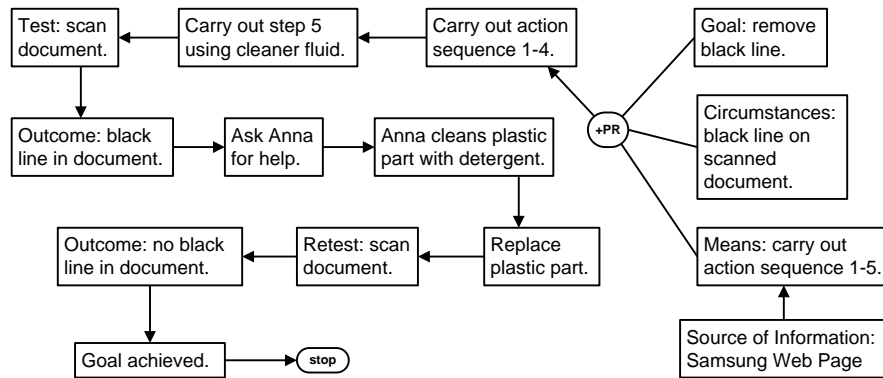 Test: scan
document.
Carry out step 5
using cleaner fluid.
Carry out action
sequence 1-4.
Goal: remove
black line.
Circumstances:
black line on
scanned
document.
+PR
Outcome: black
line in document.
Ask Anna
for help.
Anna cleans plastic
part with detergent.
Outcome: no black
line in document.
Retest: scan
document.
Replace
plastic part.
Means: carry out
action sequence 1-5.
Goal achieved.
stop
Source of Information:
Samsung Web Page